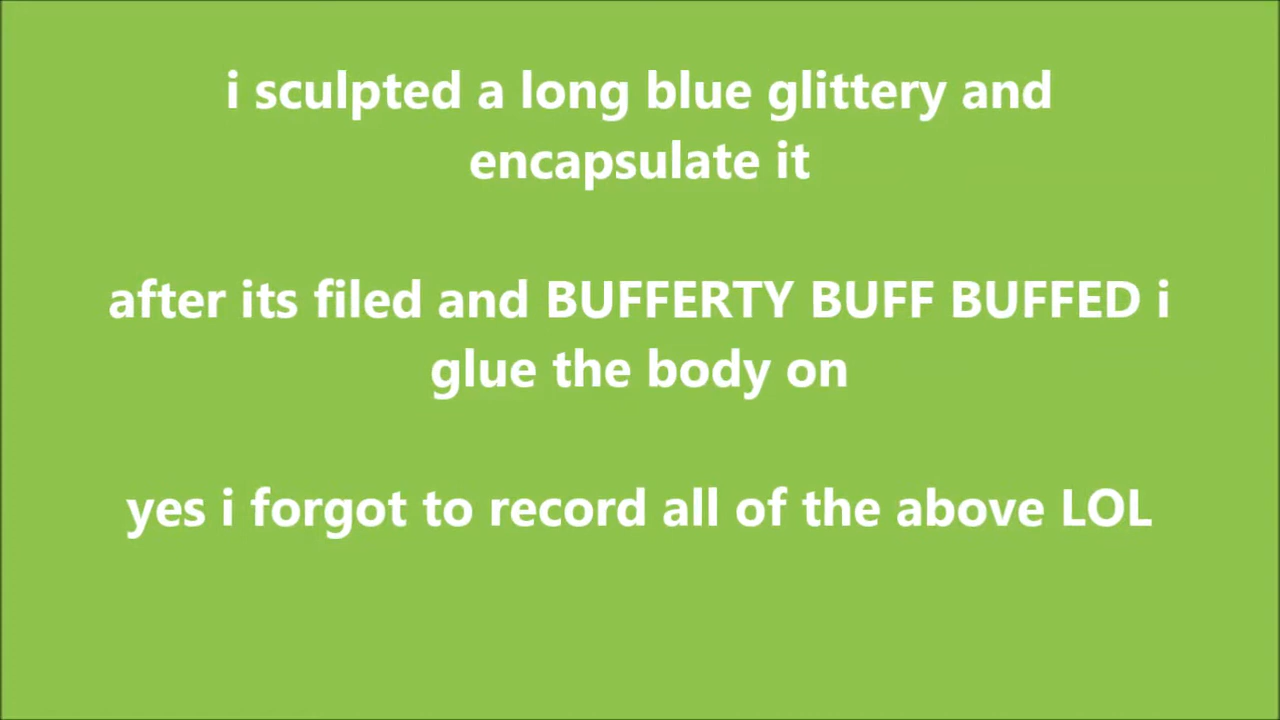 i sculpted a long blue glittery and
encapsulate it
after its filed and BUFFERTY BUFF BUFFED i
glue the body on
yes i forgot to record all of the above LOL